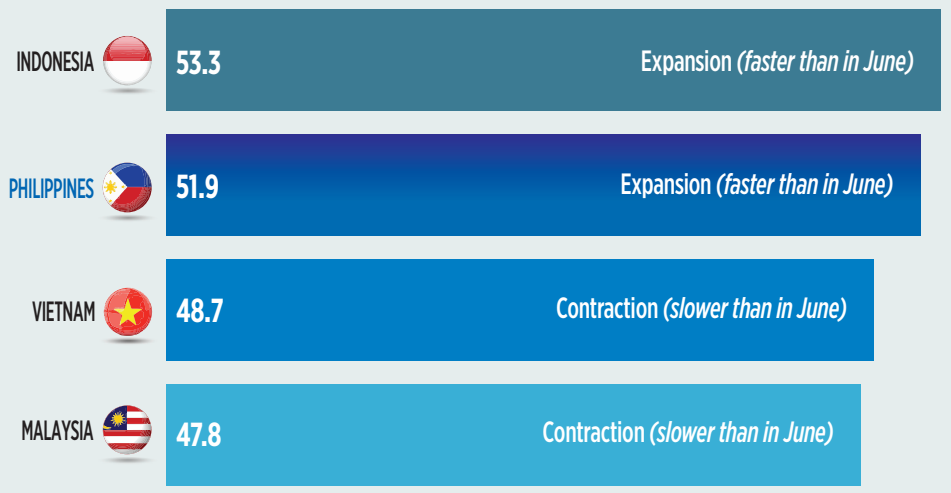 INDONESIA 53.3 Expansion (faster than in June)
PHILIPPINES 51.9 Expansion (faster than in June)
VIETNAM 48.7 Contraction (slower than in June)
MALAYSIA 47.8 Contraction (slower than in June)